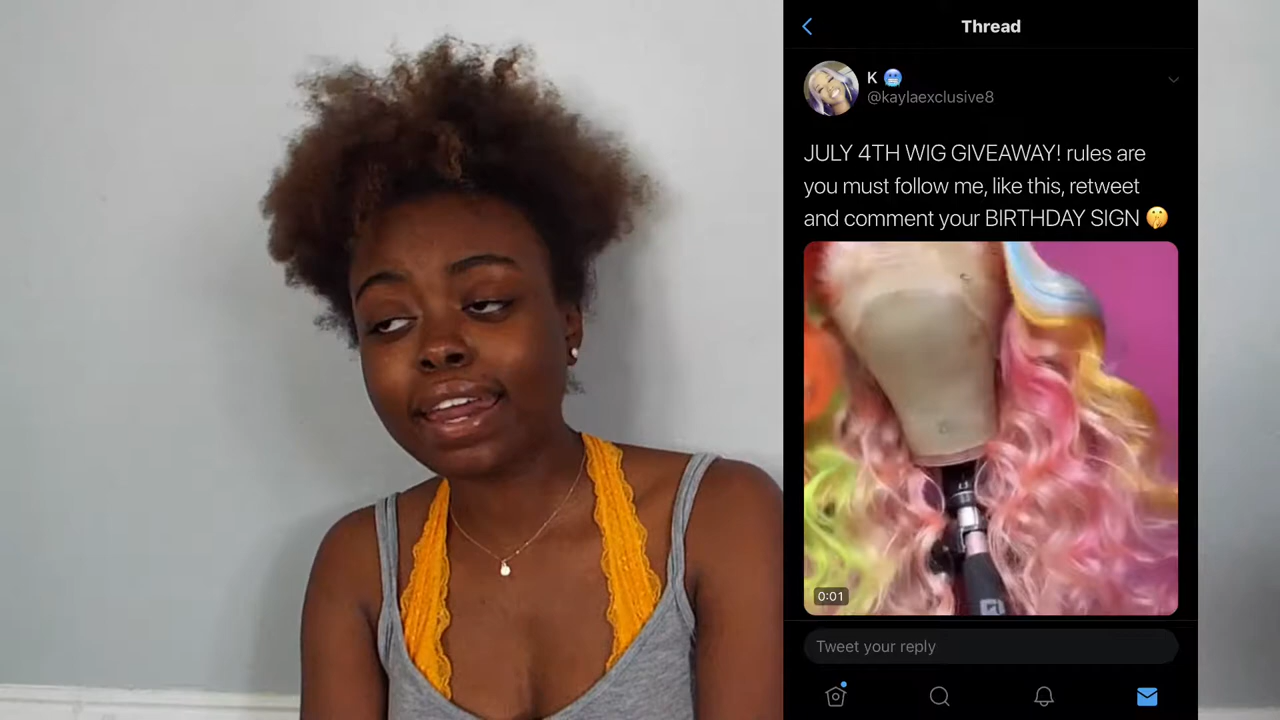 Thread
K 🥶
@kaylaexclusive8
JULY 4TH WIG GIVEAWAY! rules are
you must follow me, like this, retweet
and comment your BIRTHDAY SIGN 🤫
0:01
Tweet your reply